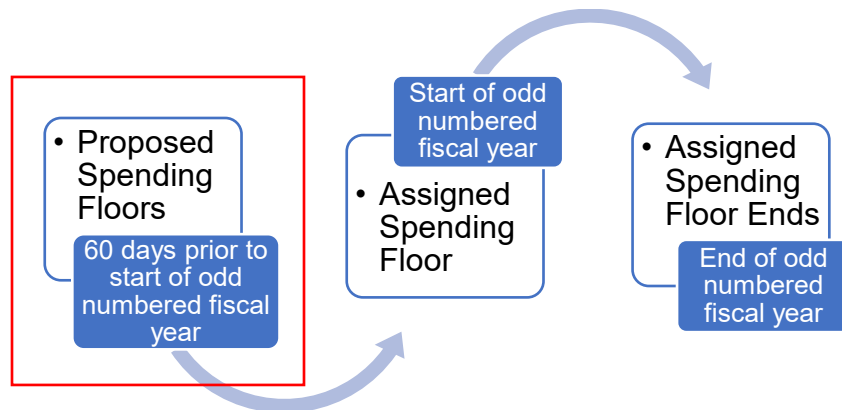 • Proposed
Spending
Floors
60 days prior to
start of odd
numbered fiscal
year
Start of odd
numbered
fiscal year
• Assigned
Spending
Floor
• Assigned
Spending
Floor Ends
End of odd
numbered
fiscal year